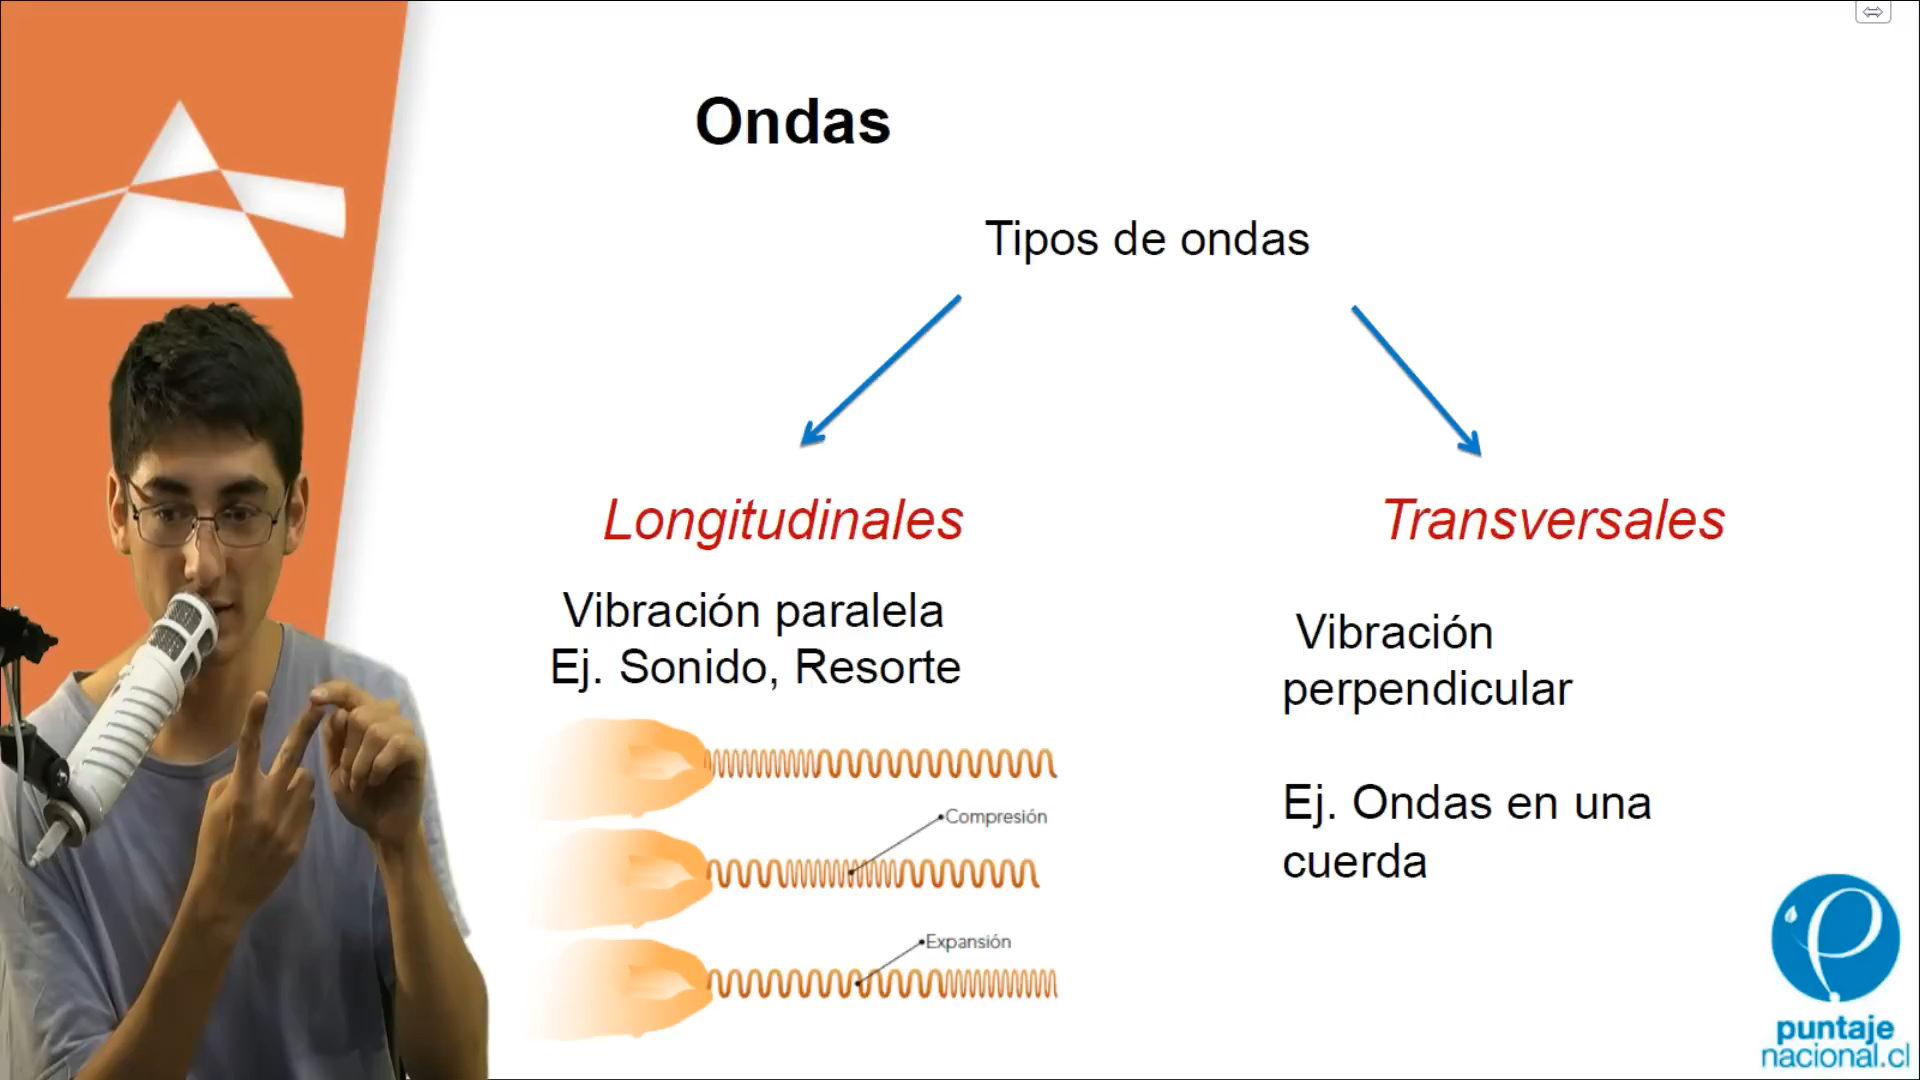 Ondas
Tipos de ondas
Longitudinales
Vibración paralela
Ej. Sonido, Resorte
Compresión
Expansión
Transversales
Vibración
perpendicular
Ej. Ondas en una
cuerda
puntaje
nacional.cl